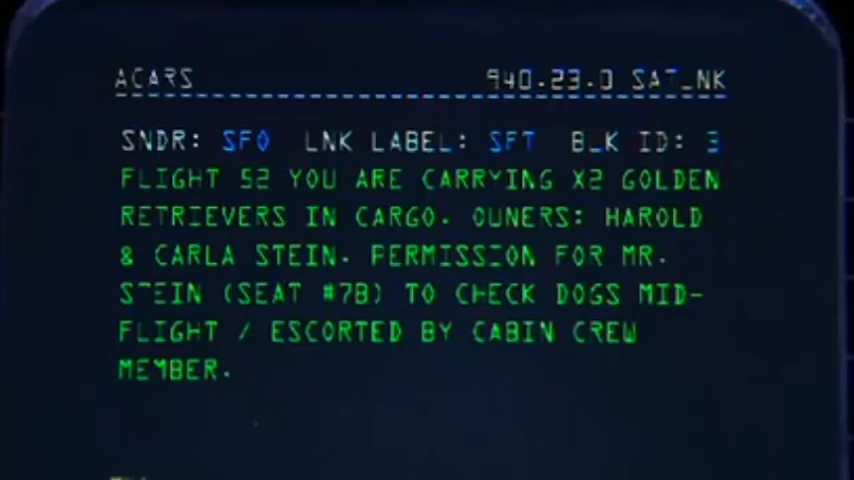 ACARS 940.23.0 SAT_NK
SNDR: SFO LNK LABEL: SFT BLK ID: 3
FLIGHT 52 YOU ARE CARRYING X2 GOLDEN
RETRIEVERS IN CARGO. OWNERS: HAROLD
& CARLA STEIN. PERMISSION FOR MR.
STEIN (SEAT #7B) TO CHECK DOGS MID-
FLIGHT / ESCORTED BY CABIN CREW
MEMBER.